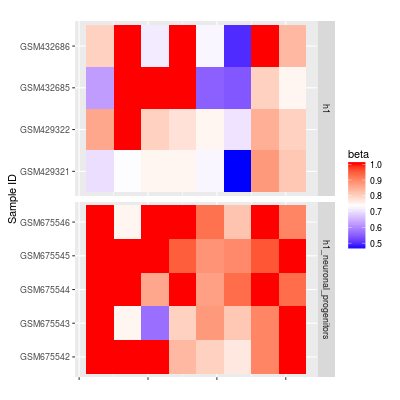 GSM432686
GSM432685
GSM429322
GSM429321
h1
GSM675546
GSM675545
GSM675544
GSM675543
GSM675542
h1_neuronal_progenitors
Sample ID
beta
1.0
0.9
0.8
0.7
0.6
0.5